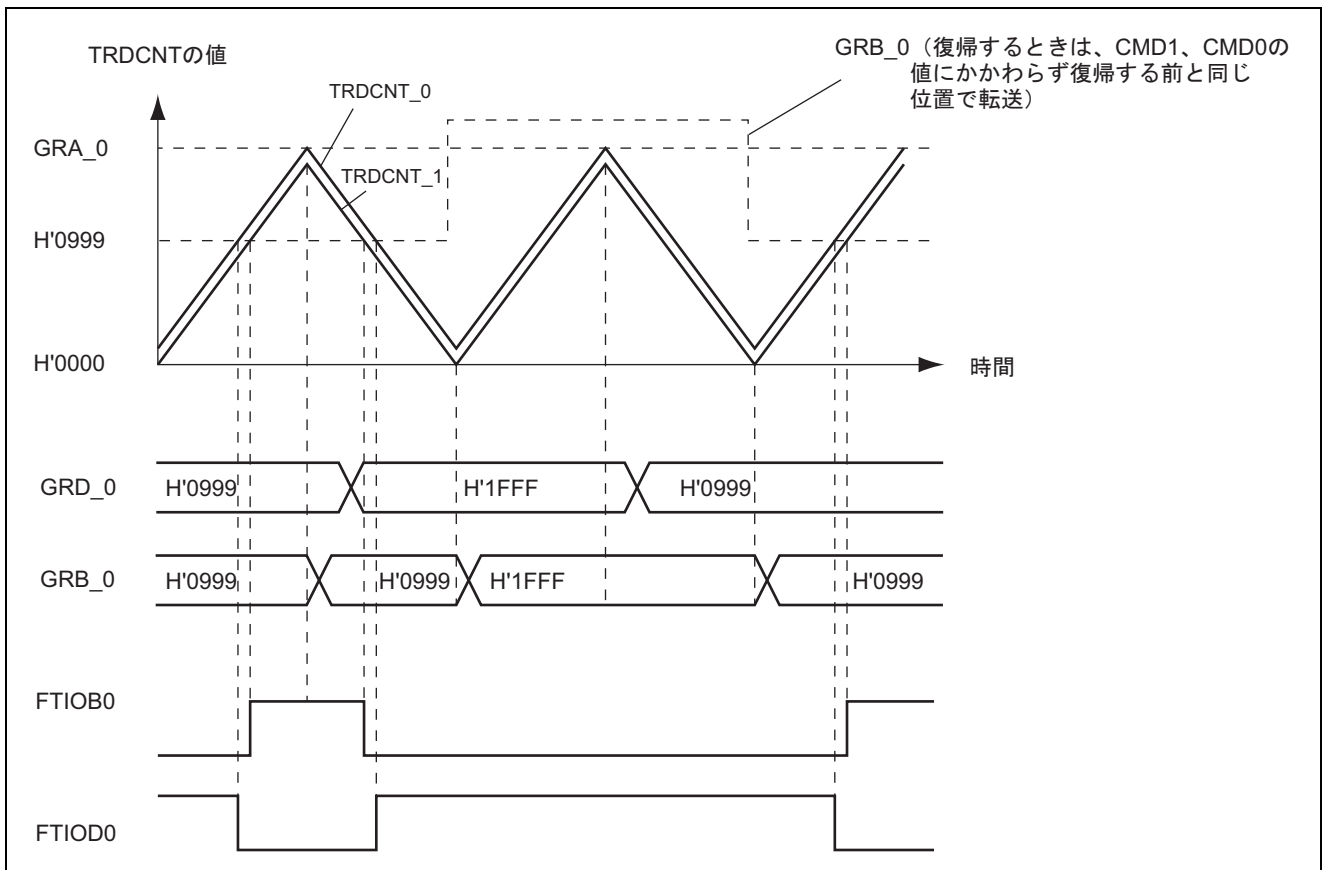 TRDCNTの値
GRB_0（復帰するときは、CMD1、CMD0の
値にかかわらず復帰する前と同じ
位置で転送）
TRDCNT_0
GRA_0
TRDCNT_1
H'0999
H'0000
時間
GRD_0 H'0999 H'1FFF H'0999
GRB_0 H'0999 H'0999 H'1FFF H'0999
FTIOB0
FTIOD0